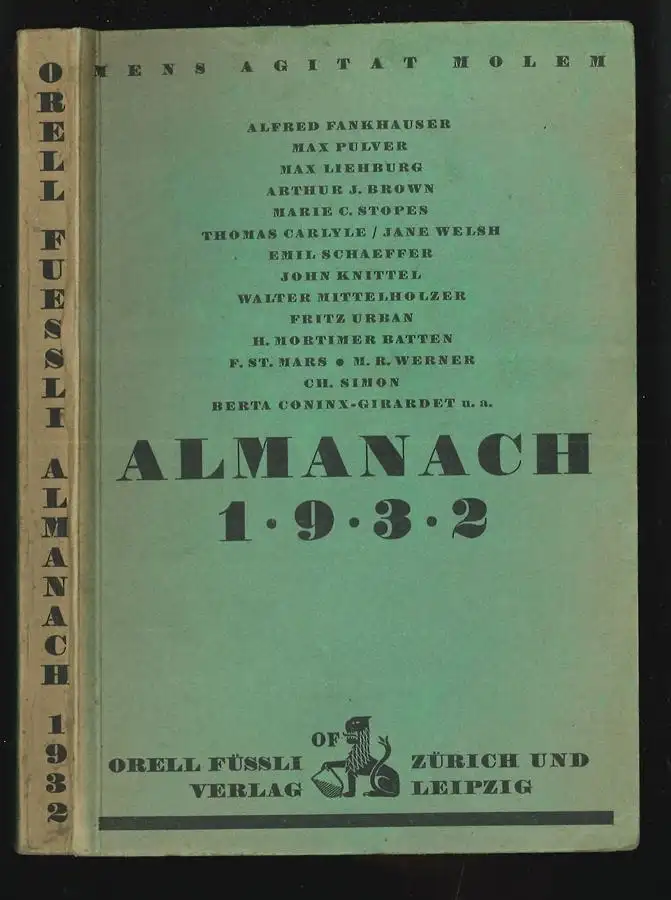 ORELL FUESSLI ALMANACH 1932
MENS AGITAT MOLEM
ALFRED FANKHAUSER
MAX PULVER
MAX LIEHBURG
ARTHUR J. BROWN
MARIE C. STOPES
THOMAS CARLYLE / JANE WELSH
EMIL SCHAEFFER
JOHN KNITTEL
WALTER MITTELHOLZER
FRITZ URBAN
H. MORTIMER BATTEN
F. ST. MARS • M. R. WERNER
CH. SIMON
BERTA CONINX-GIRARDET u. a.
ALMANACH
1·9·3·2
OF
ORELL FÜSSLI ZÜRICH UND
VERLAG LEIPZIG